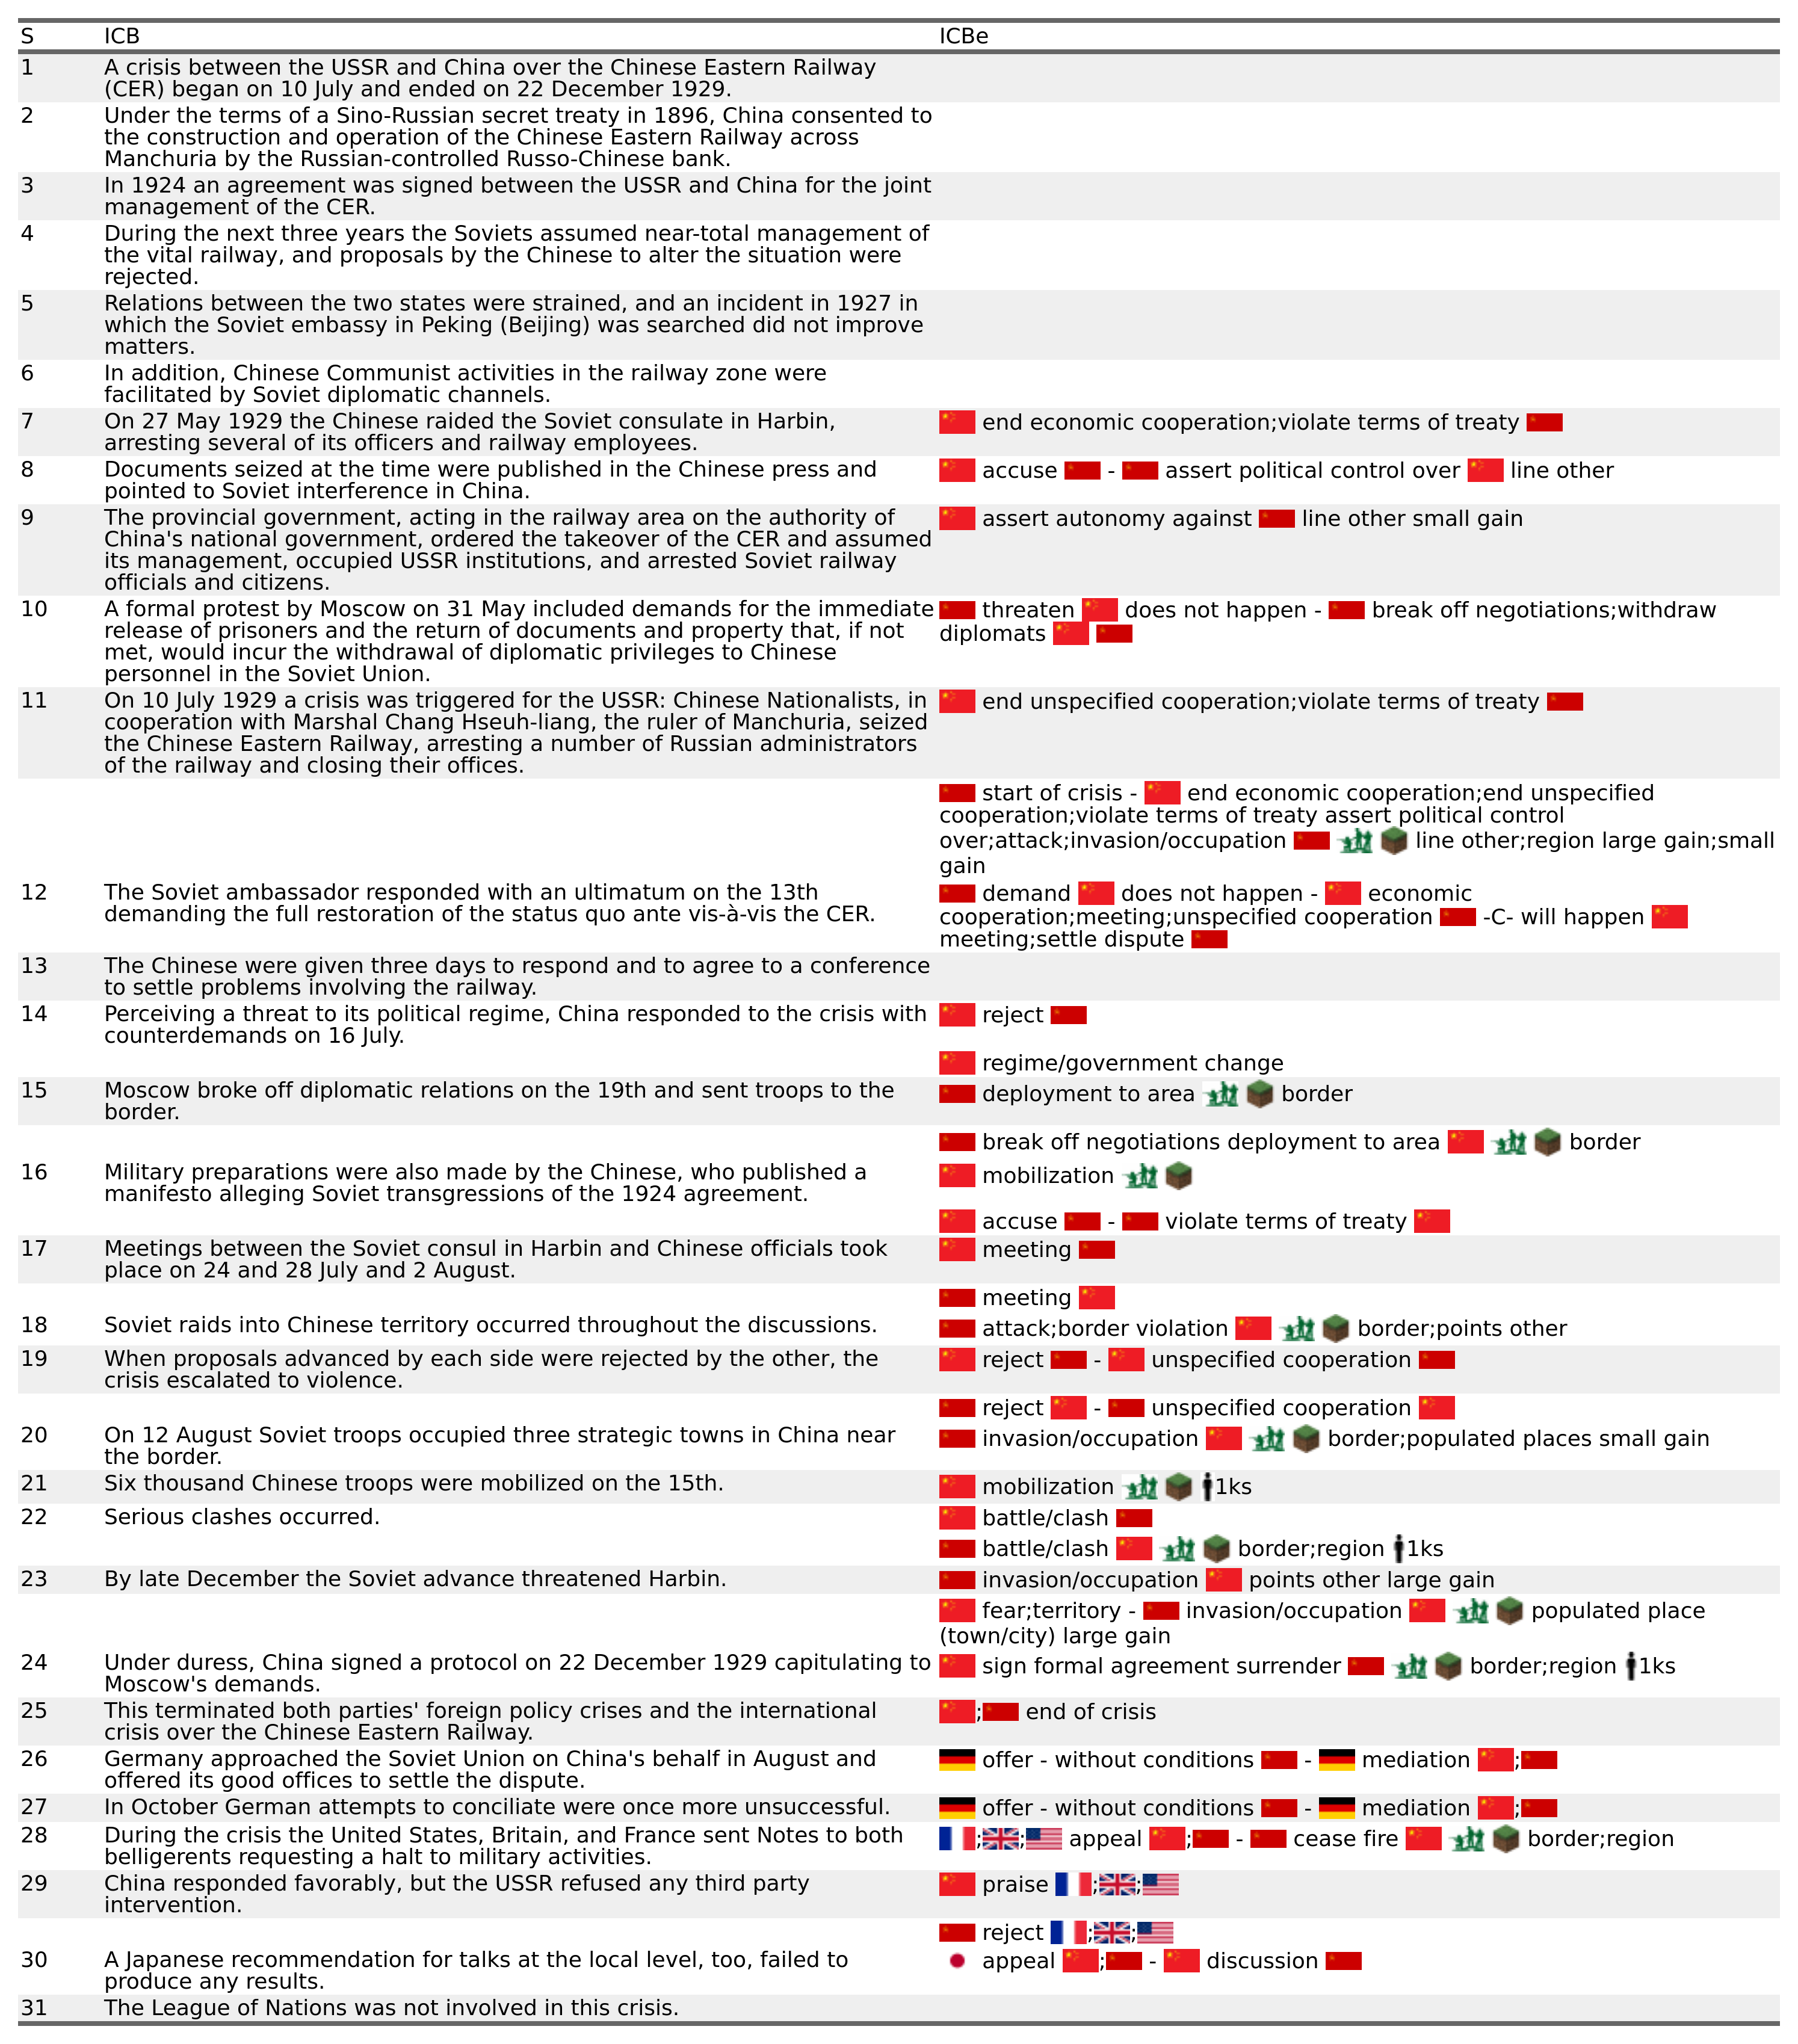 S ICB ICBe
1 A crisis between the USSR and China over the Chinese Eastern Railway
(CER) began on 10 July and ended on 22 December 1929.
2 Under the terms of a Sino-Russian secret treaty in 1896, China consented to
the construction and operation of the Chinese Eastern Railway across
Manchuria by the Russian-controlled Russo-Chinese bank.
3 In 1924 an agreement was signed between the USSR and China for the joint
management of the CER.
4 During the next three years the Soviets assumed near-total management of
the vital railway, and proposals by the Chinese to alter the situation were
rejected.
5 Relations between the two states were strained, and an incident in 1927 in
which the Soviet embassy in Peking (Beijing) was searched did not improve
matters.
6 In addition, Chinese Communist activities in the railway zone were
facilitated by Soviet diplomatic channels.
7 On 27 May 1929 the Chinese raided the Soviet consulate in Harbin, end economic cooperation;violate terms of treaty
arresting several of its officers and railway employees.
8 Documents seized at the time were published in the Chinese press and accuse - assert political control over line other
pointed to Soviet interference in China.
9 The provincial government, acting in the railway area on the authority of assert autonomy against line other small gain
China's national government, ordered the takeover of the CER and assumed
its management, occupied USSR institutions, and arrested Soviet railway
officials and citizens.
10 A formal protest by Moscow on 31 May included demands for the immediate threaten does not happen - break off negotiations;withdraw
release of prisoners and the return of documents and property that, if not diplomats
met, would incur the withdrawal of diplomatic privileges to Chinese
personnel in the Soviet Union.
11 On 10 July 1929 a crisis was triggered for the USSR: Chinese Nationalists, in end unspecified cooperation;violate terms of treaty
cooperation with Marshal Chang Hseuh-liang, the ruler of Manchuria, seized
the Chinese Eastern Railway, arresting a number of Russian administrators
of the railway and closing their offices.
start of crisis - end economic cooperation;end unspecified
cooperation;violate terms of treaty assert political control
over;attack;invasion/occupation line other;region large gain;small
gain
12 The Soviet ambassador responded with an ultimatum on the 13th demand does not happen - economic
demanding the full restoration of the status quo ante vis-à-vis the CER. cooperation;meeting;unspecified cooperation -C- will happen
meeting;settle dispute
13 The Chinese were given three days to respond and to agree to a conference
to settle problems involving the railway.
14 Perceiving a threat to its political regime, China responded to the crisis with reject
counterdemands on 16 July.
regime/government change
15 Moscow broke off diplomatic relations on the 19th and sent troops to the deployment to area border
border.
break off negotiations deployment to area border
16 Military preparations were also made by the Chinese, who published a mobilization
manifesto alleging Soviet transgressions of the 1924 agreement.
accuse - violate terms of treaty
17 Meetings between the Soviet consul in Harbin and Chinese officials took meeting
place on 24 and 28 July and 2 August.
meeting
18 Soviet raids into Chinese territory occurred throughout the discussions. attack;border violation border;points other
19 When proposals advanced by each side were rejected by the other, the reject - unspecified cooperation
crisis escalated to violence.
reject - unspecified cooperation
20 On 12 August Soviet troops occupied three strategic towns in China near invasion/occupation border;populated places small gain
the border.
21 Six thousand Chinese troops were mobilized on the 15th. mobilization 1ks
22 Serious clashes occurred. battle/clash
battle/clash border;region 1ks
23 By late December the Soviet advance threatened Harbin. invasion/occupation points other large gain
fear;territory - invasion/occupation populated place
(town/city) large gain
24 Under duress, China signed a protocol on 22 December 1929 capitulating to sign formal agreement surrender border;region 1ks
Moscow's demands.
25 This terminated both parties' foreign policy crises and the international ; end of crisis
crisis over the Chinese Eastern Railway.
26 Germany approached the Soviet Union on China's behalf in August and offer - without conditions - mediation ;
offered its good offices to settle the dispute.
27 In October German attempts to conciliate were once more unsuccessful. offer - without conditions - mediation ;
28 During the crisis the United States, Britain, and France sent Notes to both ; ; appeal ; - cease fire border;region
belligerents requesting a halt to military activities.
29 China responded favorably, but the USSR refused any third party praise ; ;
intervention.
reject ; ;
30 A Japanese recommendation for talks at the local level, too, failed to appeal ; - discussion
produce any results.
31 The League of Nations was not involved in this crisis.